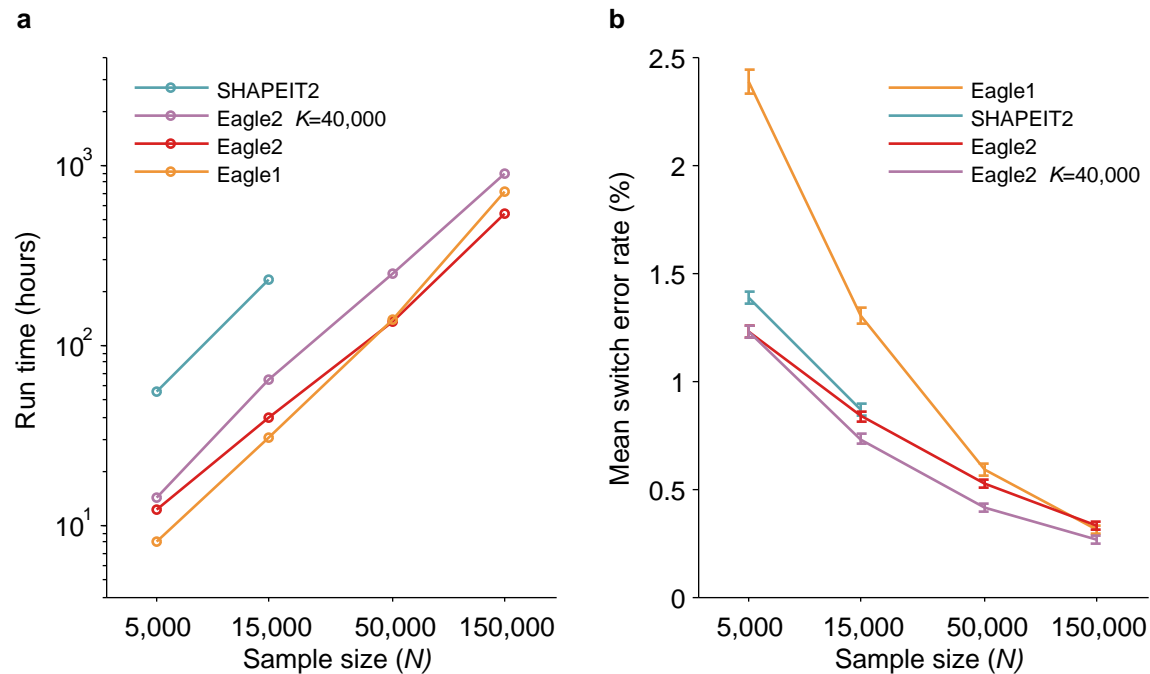 a
Run time (hours)
10³
10²
10¹
SHAPEIT2
Eagle2 K=40,000
Eagle2
Eagle1
5,000 15,000 50,000 150,000
Sample size (N)
b
Mean switch error rate (%)
2.5
2
1.5
1
0.5
0
Eagle1
SHAPEIT2
Eagle2
Eagle2 K=40,000
5,000 15,000 50,000 150,000
Sample size (N)